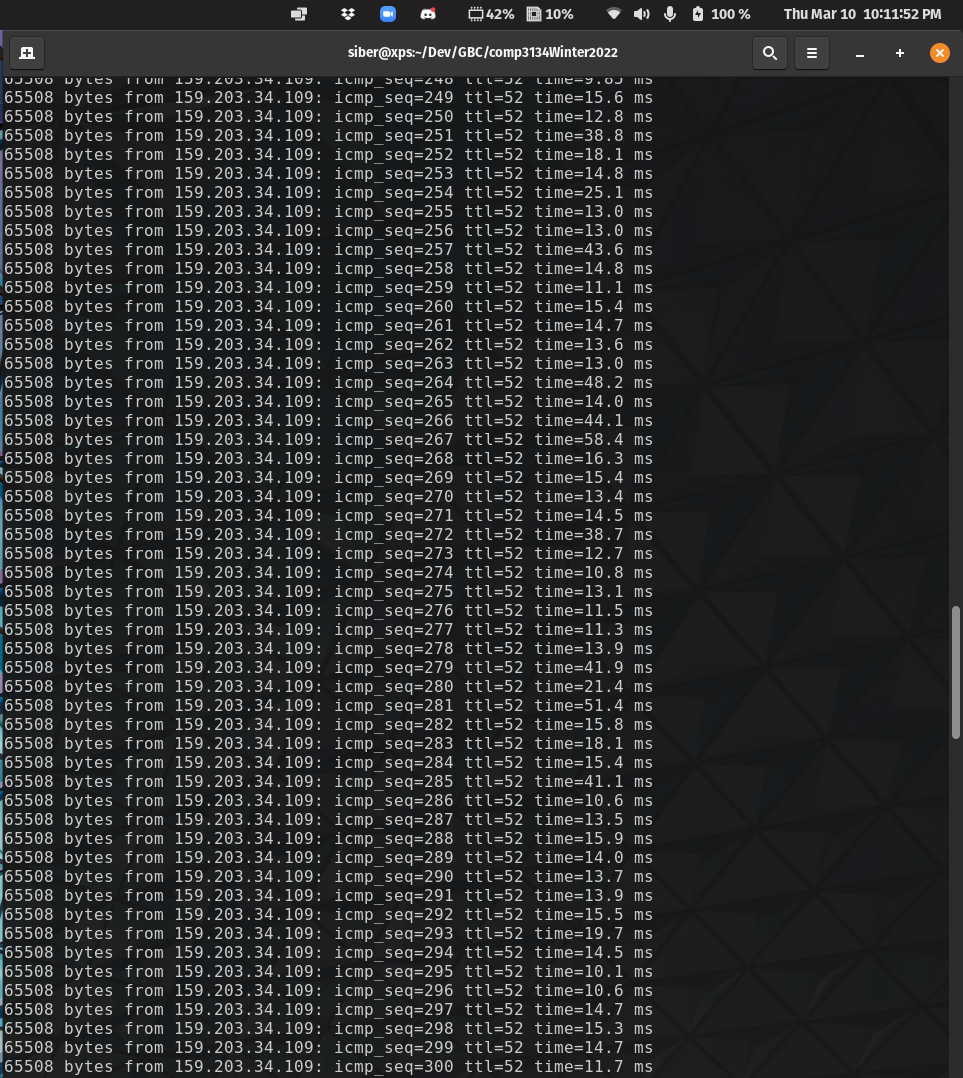 42% 10% 100 % Thu Mar 10 10:11:52 PM
siber@xps:~/Dev/GBC/comp3134Winter2022
65508 bytes from 159.203.34.109: icmp_seq=248 ttl=52 time=9.85 ms
65508 bytes from 159.203.34.109: icmp_seq=249 ttl=52 time=15.6 ms
65508 bytes from 159.203.34.109: icmp_seq=250 ttl=52 time=12.8 ms
65508 bytes from 159.203.34.109: icmp_seq=251 ttl=52 time=38.8 ms
65508 bytes from 159.203.34.109: icmp_seq=252 ttl=52 time=18.1 ms
65508 bytes from 159.203.34.109: icmp_seq=253 ttl=52 time=14.8 ms
65508 bytes from 159.203.34.109: icmp_seq=254 ttl=52 time=25.1 ms
65508 bytes from 159.203.34.109: icmp_seq=255 ttl=52 time=13.0 ms
65508 bytes from 159.203.34.109: icmp_seq=256 ttl=52 time=13.0 ms
65508 bytes from 159.203.34.109: icmp_seq=257 ttl=52 time=43.6 ms
65508 bytes from 159.203.34.109: icmp_seq=258 ttl=52 time=14.8 ms
65508 bytes from 159.203.34.109: icmp_seq=259 ttl=52 time=11.1 ms
65508 bytes from 159.203.34.109: icmp_seq=260 ttl=52 time=15.4 ms
65508 bytes from 159.203.34.109: icmp_seq=261 ttl=52 time=14.7 ms
65508 bytes from 159.203.34.109: icmp_seq=262 ttl=52 time=13.6 ms
65508 bytes from 159.203.34.109: icmp_seq=263 ttl=52 time=13.0 ms
65508 bytes from 159.203.34.109: icmp_seq=264 ttl=52 time=48.2 ms
65508 bytes from 159.203.34.109: icmp_seq=265 ttl=52 time=14.0 ms
65508 bytes from 159.203.34.109: icmp_seq=266 ttl=52 time=44.1 ms
65508 bytes from 159.203.34.109: icmp_seq=267 ttl=52 time=58.4 ms
65508 bytes from 159.203.34.109: icmp_seq=268 ttl=52 time=16.3 ms
65508 bytes from 159.203.34.109: icmp_seq=269 ttl=52 time=15.4 ms
65508 bytes from 159.203.34.109: icmp_seq=270 ttl=52 time=13.4 ms
65508 bytes from 159.203.34.109: icmp_seq=271 ttl=52 time=14.5 ms
65508 bytes from 159.203.34.109: icmp_seq=272 ttl=52 time=38.7 ms
65508 bytes from 159.203.34.109: icmp_seq=273 ttl=52 time=12.7 ms
65508 bytes from 159.203.34.109: icmp_seq=274 ttl=52 time=10.8 ms
65508 bytes from 159.203.34.109: icmp_seq=275 ttl=52 time=13.1 ms
65508 bytes from 159.203.34.109: icmp_seq=276 ttl=52 time=11.5 ms
65508 bytes from 159.203.34.109: icmp_seq=277 ttl=52 time=11.3 ms
65508 bytes from 159.203.34.109: icmp_seq=278 ttl=52 time=13.9 ms
65508 bytes from 159.203.34.109: icmp_seq=279 ttl=52 time=41.9 ms
65508 bytes from 159.203.34.109: icmp_seq=280 ttl=52 time=21.4 ms
65508 bytes from 159.203.34.109: icmp_seq=281 ttl=52 time=51.4 ms
65508 bytes from 159.203.34.109: icmp_seq=282 ttl=52 time=15.8 ms
65508 bytes from 159.203.34.109: icmp_seq=283 ttl=52 time=18.1 ms
65508 bytes from 159.203.34.109: icmp_seq=284 ttl=52 time=15.4 ms
65508 bytes from 159.203.34.109: icmp_seq=285 ttl=52 time=41.1 ms
65508 bytes from 159.203.34.109: icmp_seq=286 ttl=52 time=10.6 ms
65508 bytes from 159.203.34.109: icmp_seq=287 ttl=52 time=13.5 ms
65508 bytes from 159.203.34.109: icmp_seq=288 ttl=52 time=15.9 ms
65508 bytes from 159.203.34.109: icmp_seq=289 ttl=52 time=14.0 ms
65508 bytes from 159.203.34.109: icmp_seq=290 ttl=52 time=13.7 ms
65508 bytes from 159.203.34.109: icmp_seq=291 ttl=52 time=13.9 ms
65508 bytes from 159.203.34.109: icmp_seq=292 ttl=52 time=15.5 ms
65508 bytes from 159.203.34.109: icmp_seq=293 ttl=52 time=19.7 ms
65508 bytes from 159.203.34.109: icmp_seq=294 ttl=52 time=14.5 ms
65508 bytes from 159.203.34.109: icmp_seq=295 ttl=52 time=10.1 ms
65508 bytes from 159.203.34.109: icmp_seq=296 ttl=52 time=10.6 ms
65508 bytes from 159.203.34.109: icmp_seq=297 ttl=52 time=14.7 ms
65508 bytes from 159.203.34.109: icmp_seq=298 ttl=52 time=15.3 ms
65508 bytes from 159.203.34.109: icmp_seq=299 ttl=52 time=14.7 ms
65508 bytes from 159.203.34.109: icmp_seq=300 ttl=52 time=11.7 ms